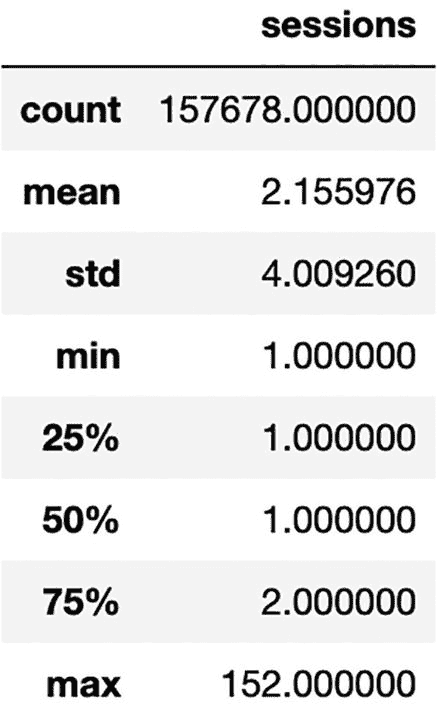 sessions
count 157678.000000
mean 2.155976
std 4.009260
min 1.000000
25% 1.000000
50% 1.000000
75% 2.000000
max 152.000000